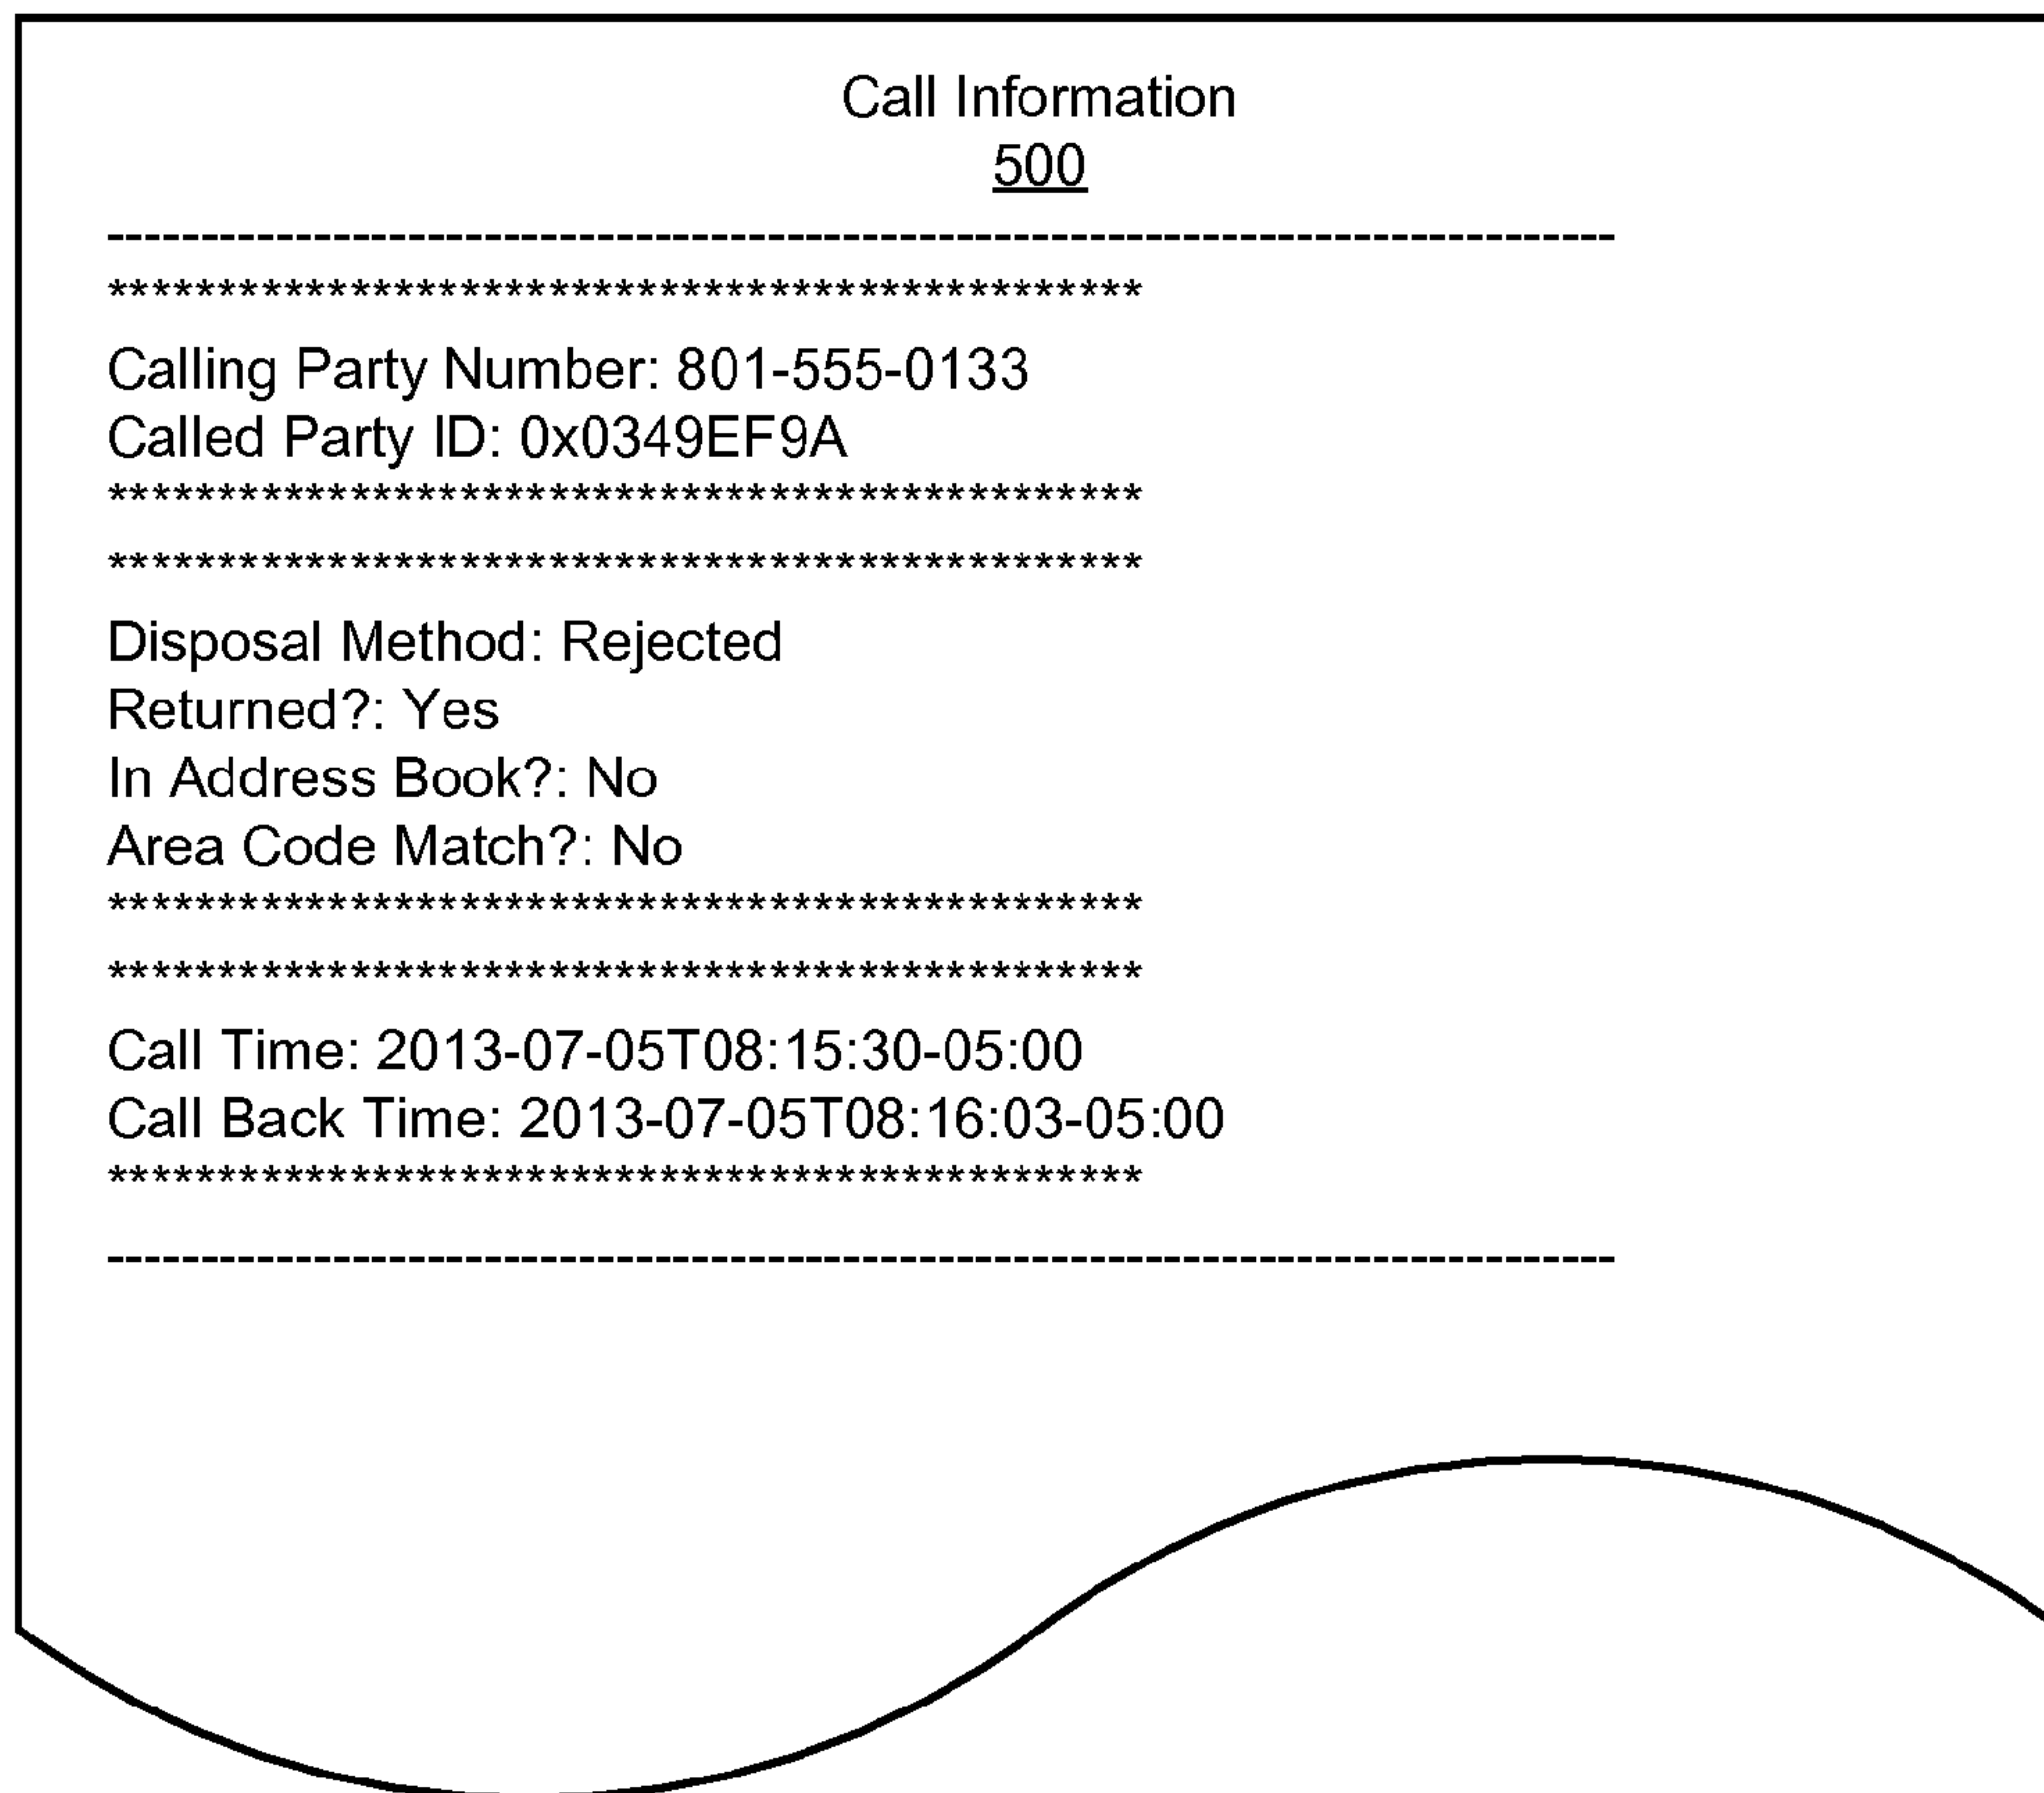 Call Information
500
--------------------------------------------------------------------------------
***********************************************
Calling Party Number: 801-555-0133
Called Party ID: 0x0349EF9A
***********************************************
***********************************************
Disposal Method: Rejected
Returned?: Yes
In Address Book?: No
Area Code Match?: No
***********************************************
***********************************************
Call Time: 2013-07-05T08:15:30-05:00
Call Back Time: 2013-07-05T08:16:03-05:00
***********************************************
--------------------------------------------------------------------------------